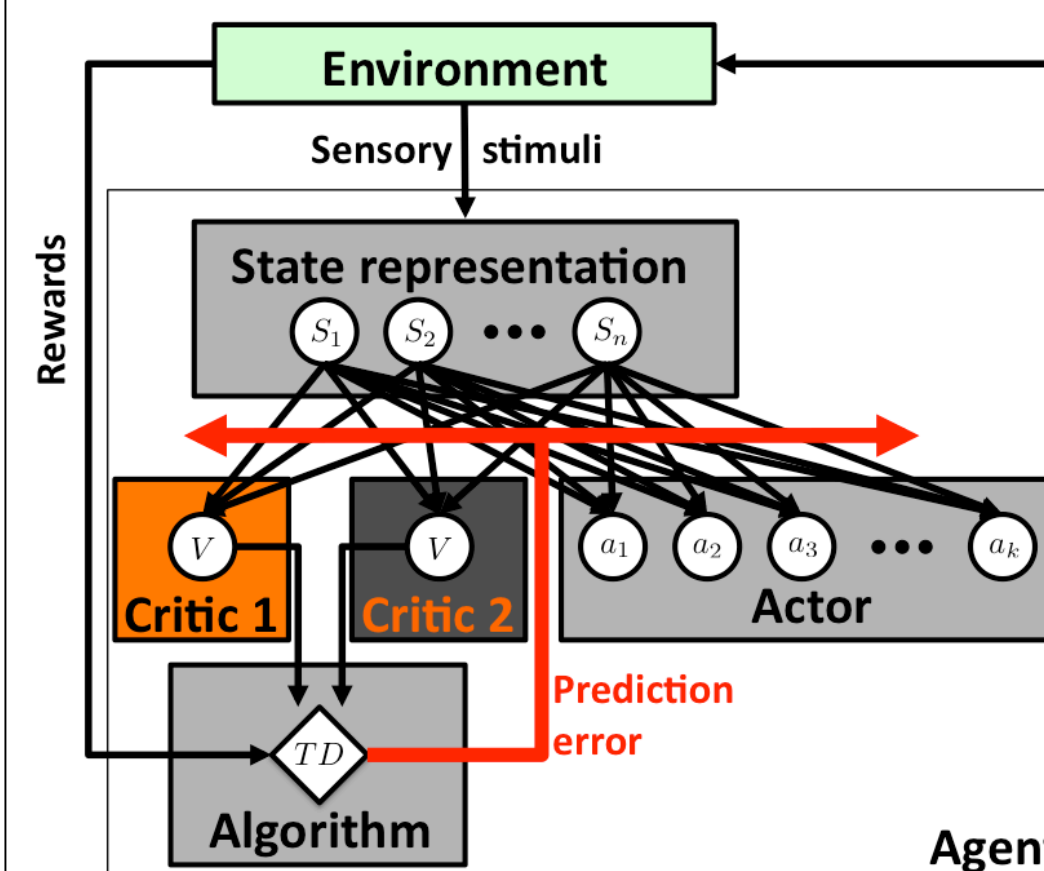 Environment
Sensory stimuli
Rewards
State representation
S1 S2 ••• Sn
V
V
a1 a2 a3 ••• ak
Critic 1
Critic 2
Actor
Prediction
error
TD
Algorithm
Agent